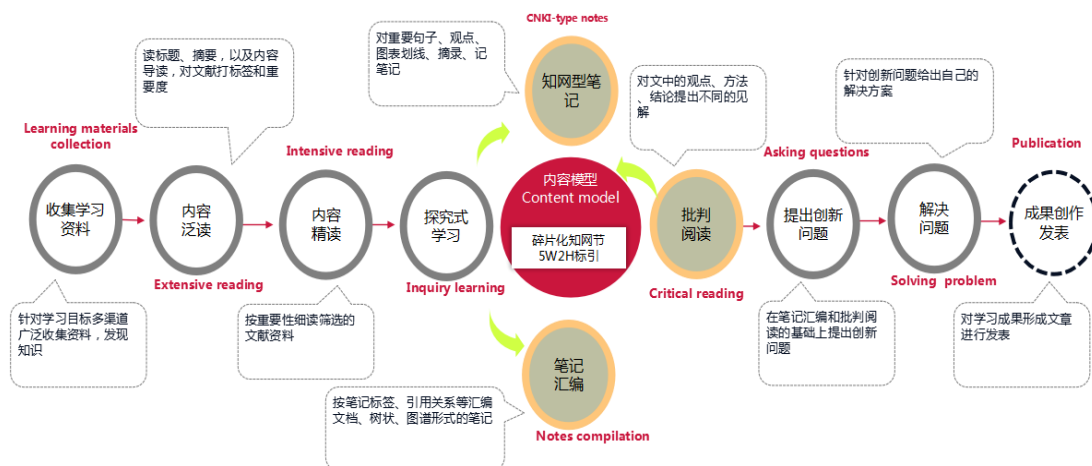 CNKI-type notes
对重要句子、观点、
图表划线、摘录、记
笔记
知网型笔
记
读标题、摘要，以及内容
导读，对文献打标签和重
要度
对文中的观点、方法
、结论提出不同的见
解
针对创新问题给出自己的
解决方案
Learning materials
collection
Intensive reading
Asking questions
Publication
收集学习
资料
内容
泛读
内容
精读
探究式
学习
内容模型
Content model
碎片化知网节
5W2H标引
批判
阅读
提出创新
问题
解决
问题
成果创作
发表
Extensive reading
Inquiry learning
Critical reading
Solving problem
针对学习目标多渠道
广泛收集资料，发现
知识
按重要性细读筛选的
文献资料
在笔记汇编和批判阅
读的基础上提出创新
问题
对学习成果形成文章
进行发表
笔记
汇编
按笔记标签、引用关系等汇编
文档、树状、图谱形式的笔记
Notes compilation